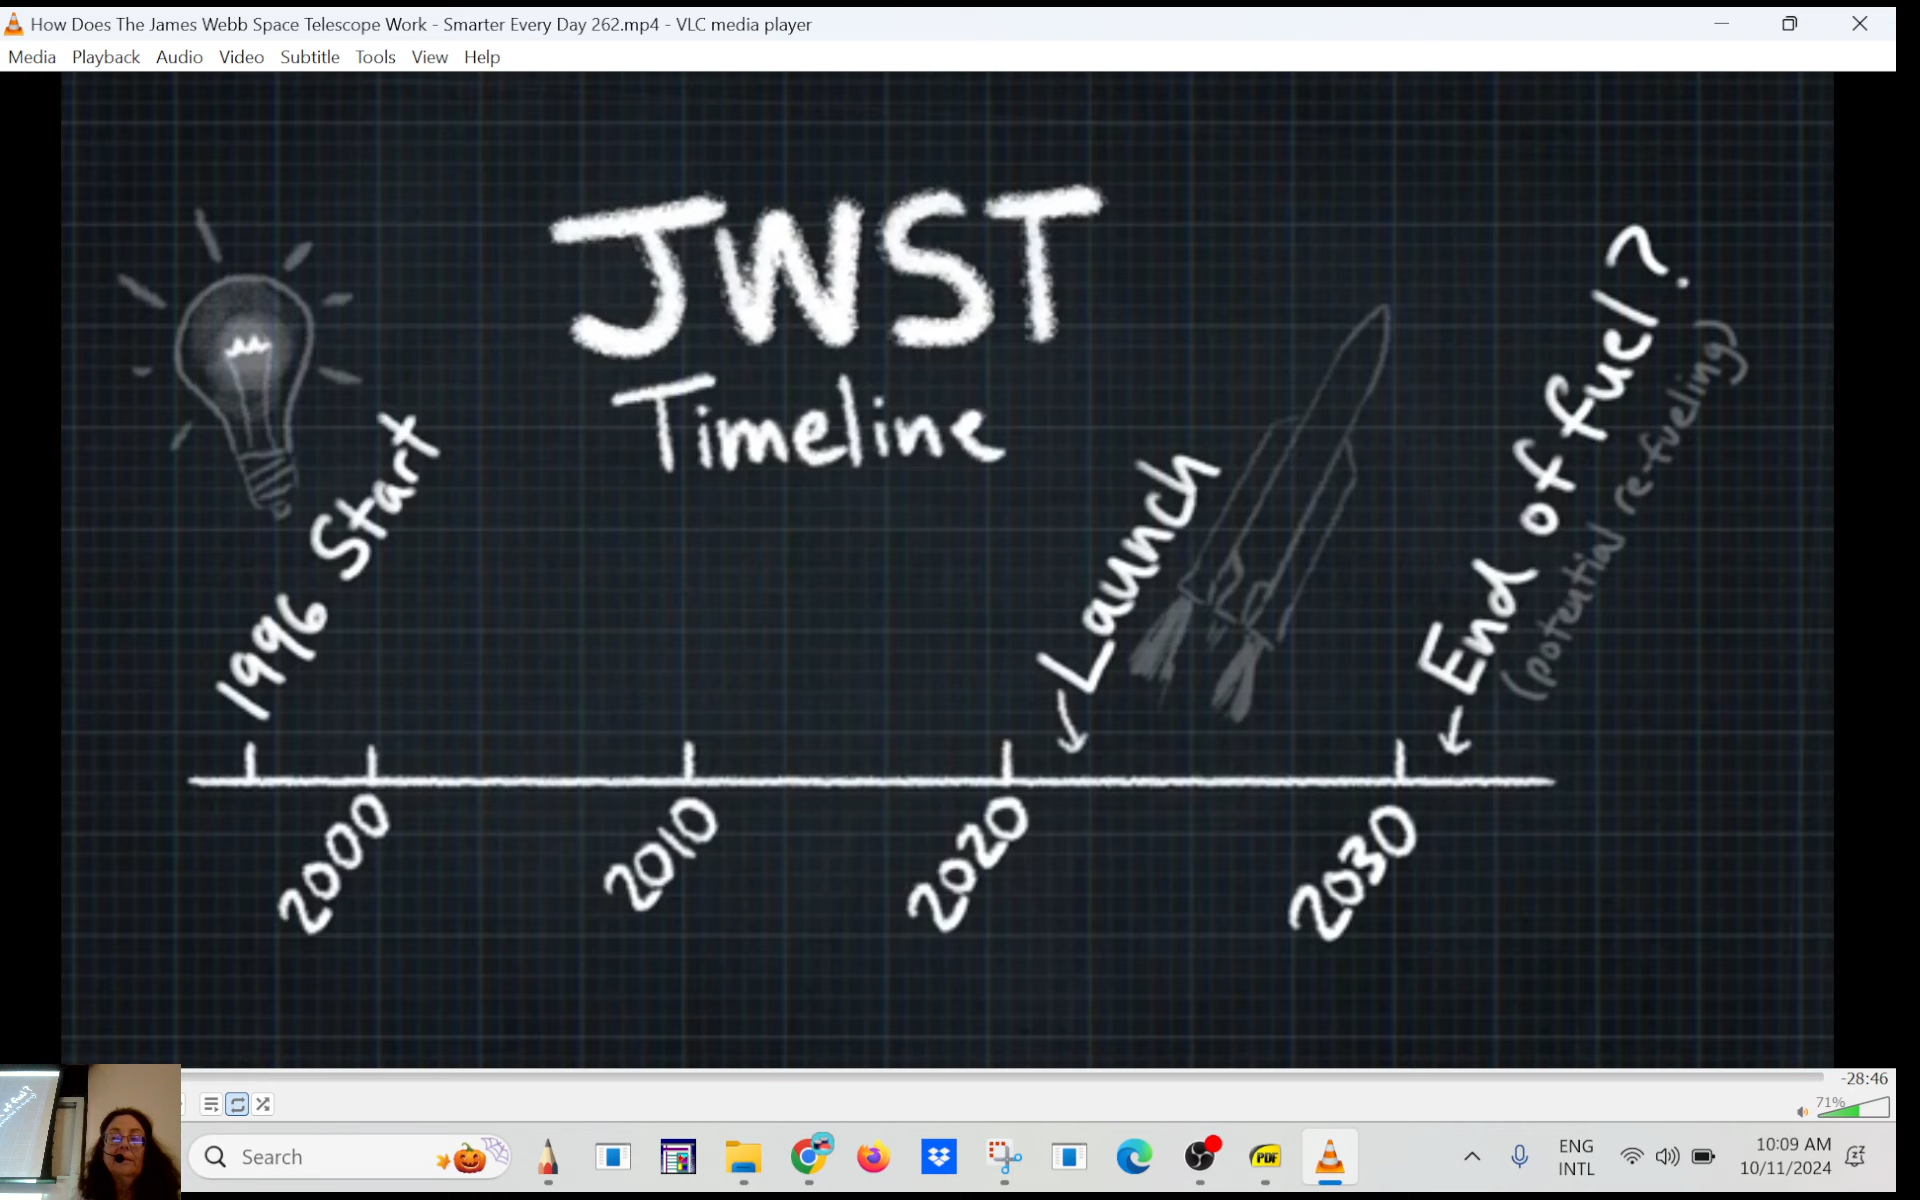 How Does The James Webb Space Telescope Work - Smarter Every Day 262.mp4 - VLC media player
Media Playback Audio Video Subtitle Tools View Help
JWST
Timeline
1996 Start
Launch
End of fuel?
(potential re-fueling)
2000
2010
2020
2030
-28:46
71%
Search
PDF
ENG
INTL
10:09 AM
10/11/2024